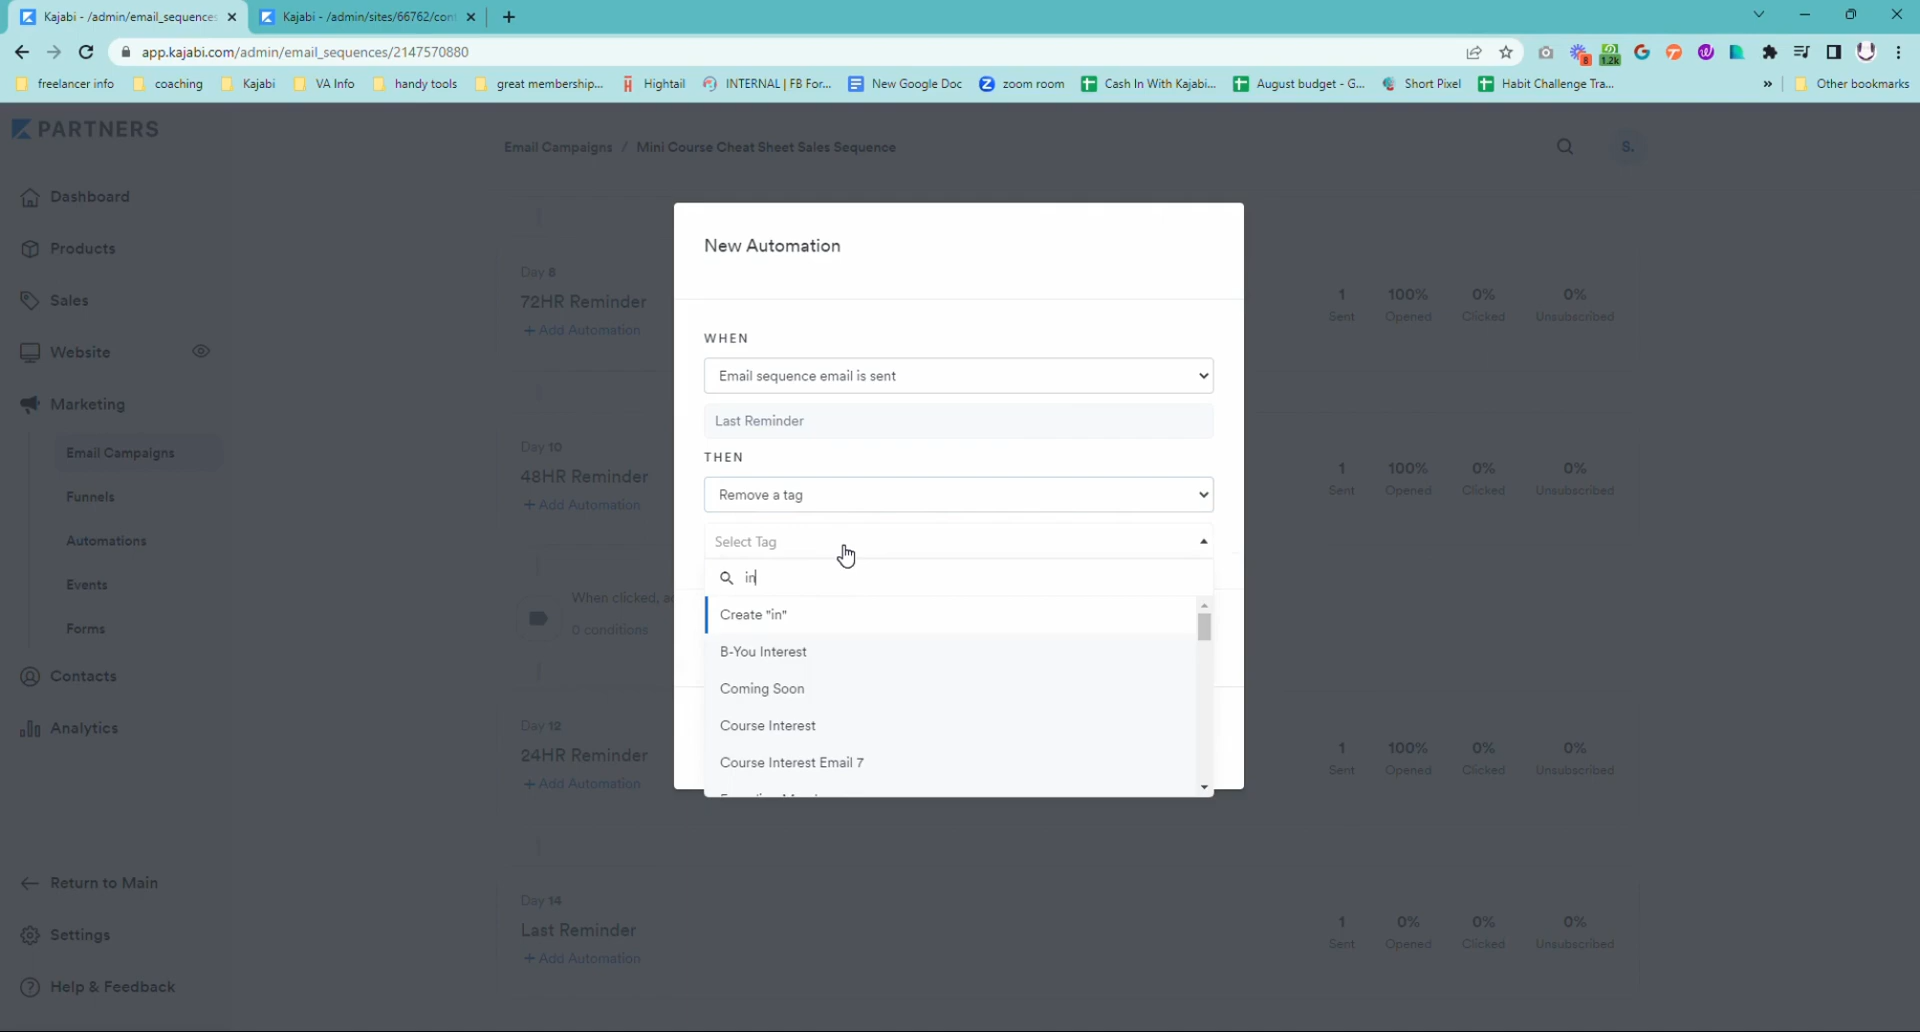 Kajabi - /admin/email_sequences
Kajabi - /admin/sites/66762/con
app.kajabi.com/admin/email_sequences/2147570880
8
1.2k
freelancer info
coaching
Kajabi
VA Info
handy tools
great membership...
Hightail
INTERNAL | FB For...
New Google Doc
zoom room
Cash In With Kajabi...
August budget - G...
Short Pixel
Habit Challenge Tra...
»
Other bookmarks
PARTNERS
Email Campaigns / Mini Course Cheat Sheet Sales Sequence
S.
Dashboard
Products
Sales
Website
Marketing
Email Campaigns
Funnels
Automations
Events
Forms
Contacts
Analytics
Return to Main
Settings
Help & Feedback
Day 8
72HR Reminder
+ Add Automation
1 100% 0% 0%
Sent Opened Clicked Unsubscribed
Day 10
48HR Reminder
+ Add Automation
1 100% 0% 0%
Sent Opened Clicked Unsubscribed
When clicked, a
0 conditions
Day 12
24HR Reminder
+ Add Automation
1 100% 0% 0%
Sent Opened Clicked Unsubscribed
Day 14
Last Reminder
+ Add Automation
1 0% 0% 0%
Sent Opened Clicked Unsubscribed
New Automation
WHEN
Email sequence email is sent
Last Reminder
THEN
Remove a tag
Select Tag
in
Create "in"
B-You Interest
Coming Soon
Course Interest
Course Interest Email 7